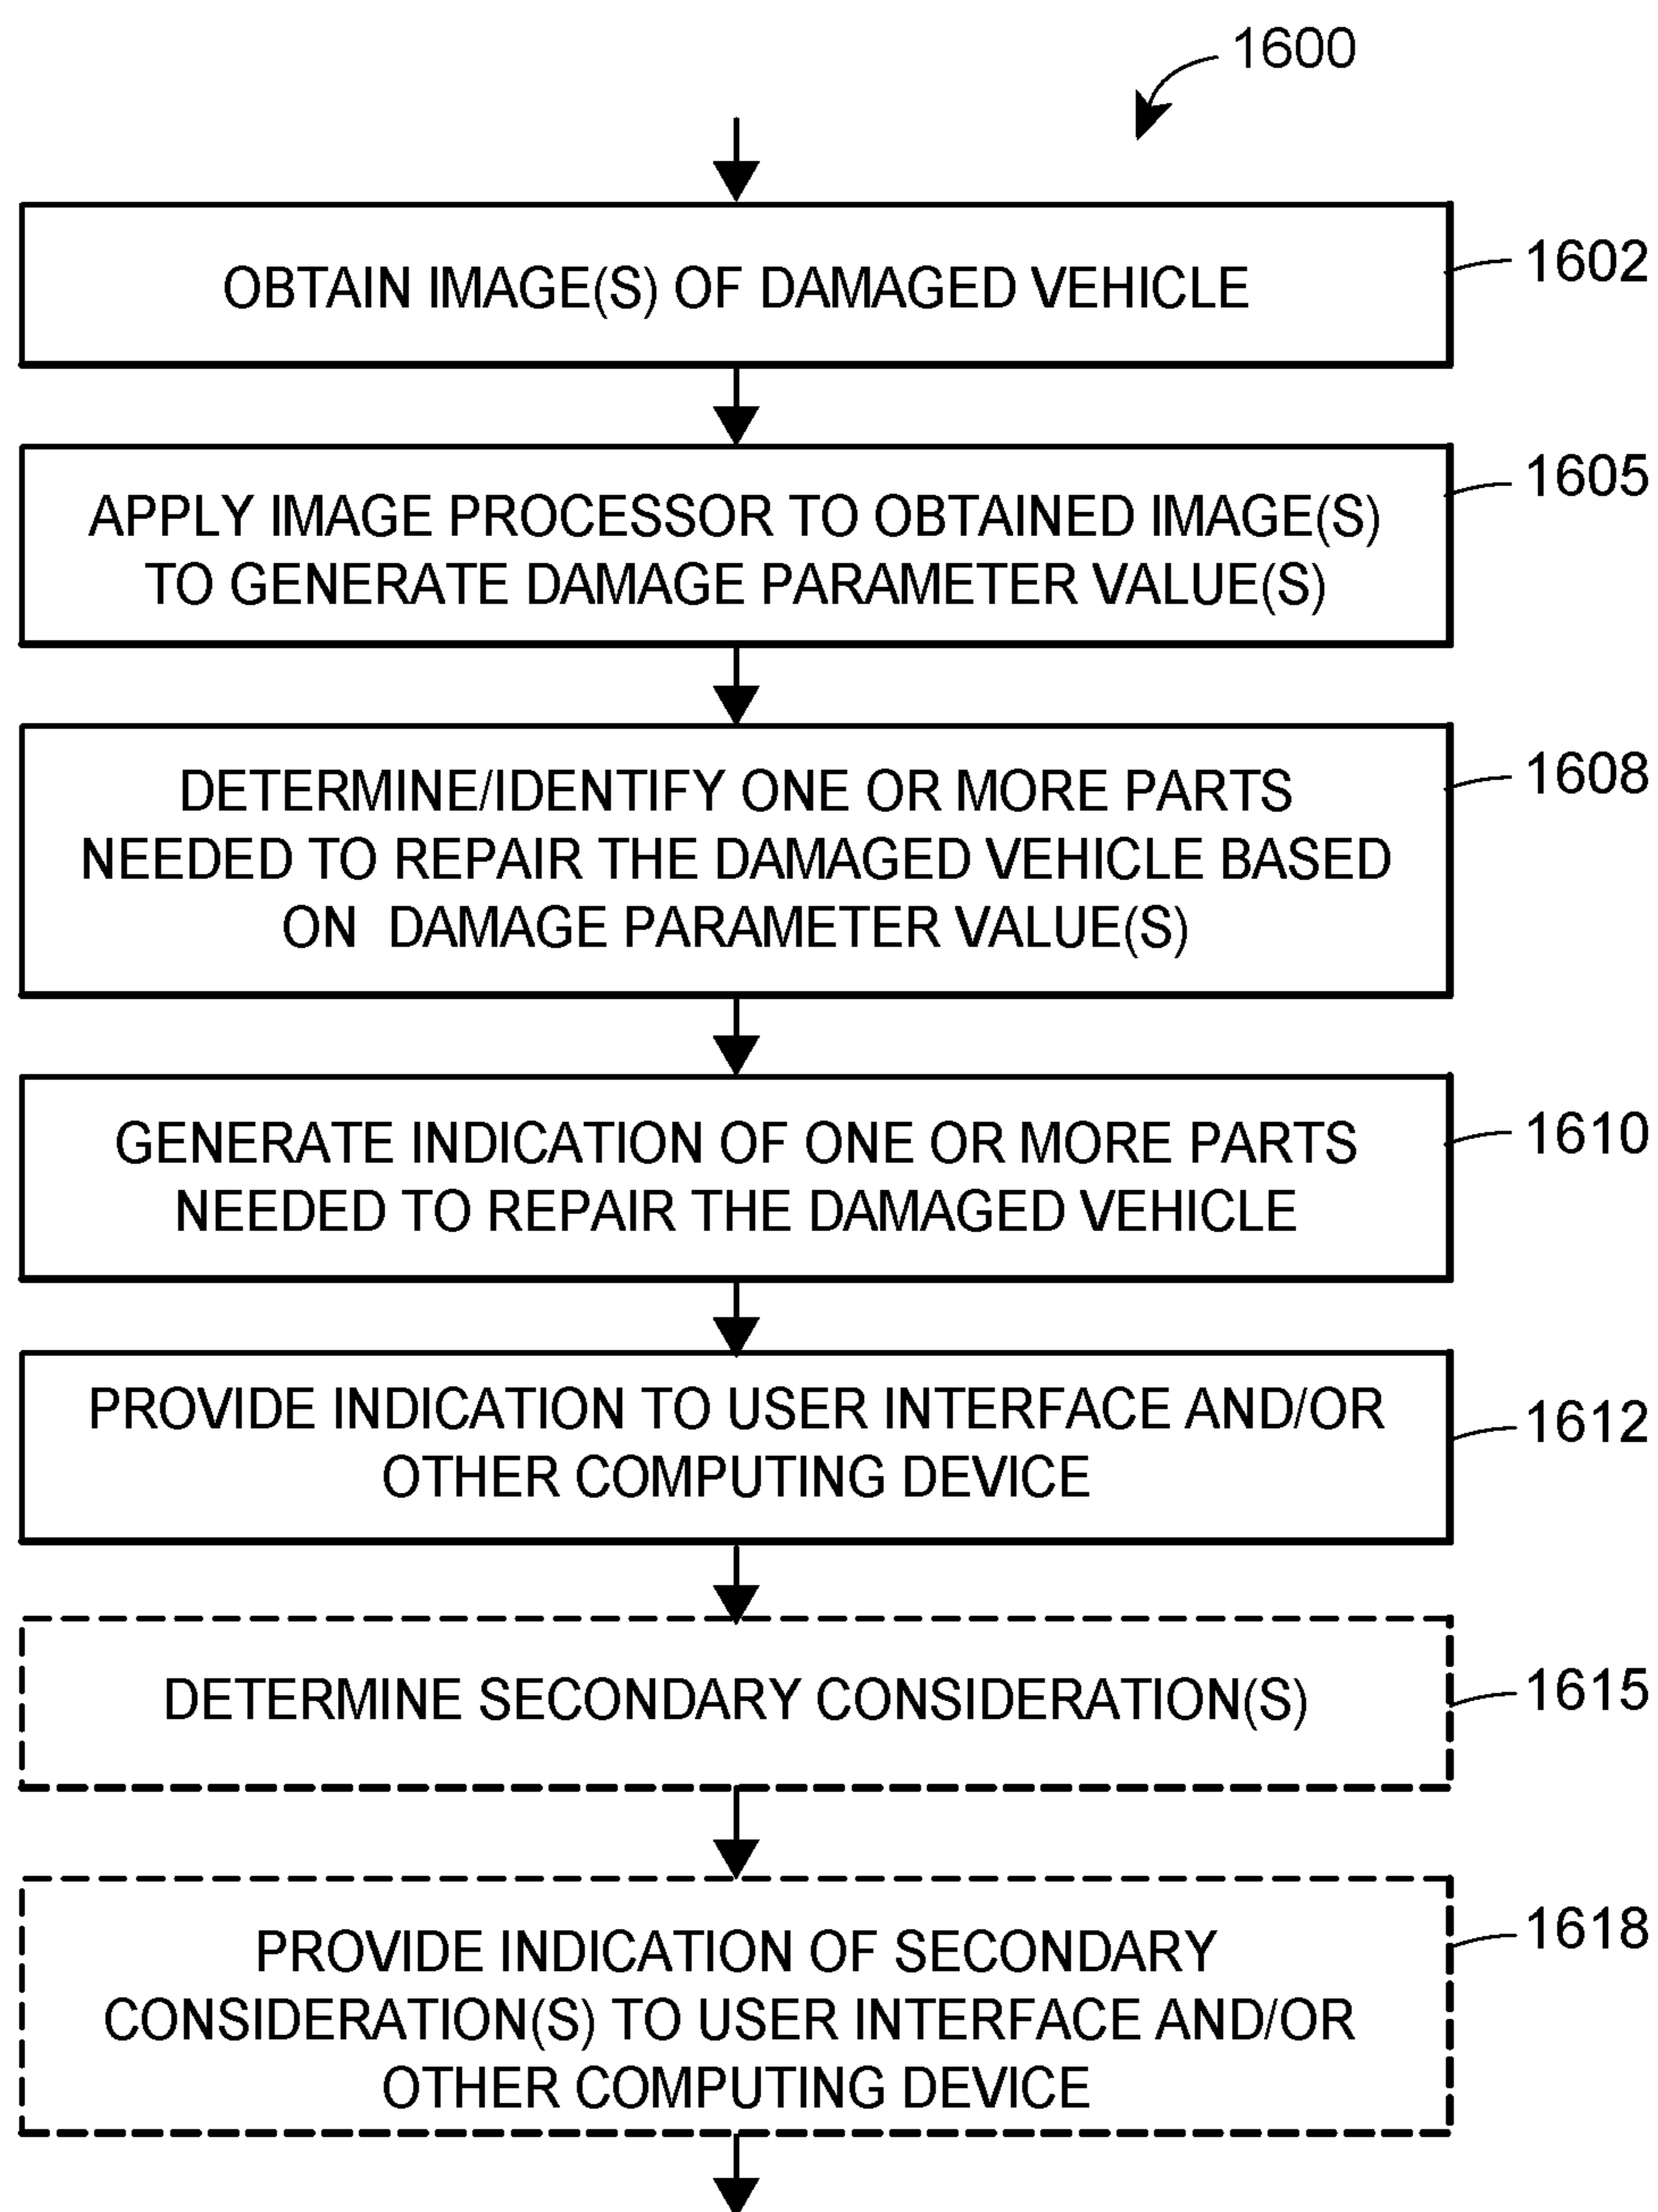 1600
OBTAIN IMAGE(S) OF DAMAGED VEHICLE
1602
APPLY IMAGE PROCESSOR TO OBTAINED IMAGE(S)
TO GENERATE DAMAGE PARAMETER VALUE(S)
1605
DETERMINE/IDENTIFY ONE OR MORE PARTS
NEEDED TO REPAIR THE DAMAGED VEHICLE BASED
ON DAMAGE PARAMETER VALUE(S)
1608
GENERATE INDICATION OF ONE OR MORE PARTS
NEEDED TO REPAIR THE DAMAGED VEHICLE
1610
PROVIDE INDICATION TO USER INTERFACE AND/OR
OTHER COMPUTING DEVICE
1612
DETERMINE SECONDARY CONSIDERATION(S)
1615
PROVIDE INDICATION OF SECONDARY
CONSIDERATION(S) TO USER INTERFACE AND/OR
OTHER COMPUTING DEVICE
1618